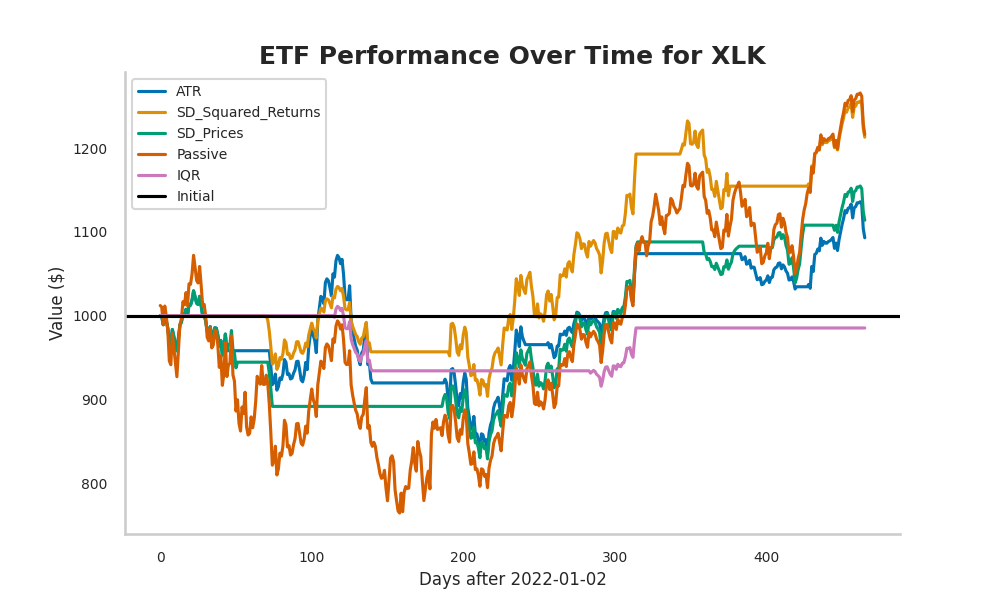 ETF Performance Over Time for XLK
ATR
SD_Squared_Returns
SD_Prices
Passive
IQR
Initial
Value ($)
1200
1100
1000
900
800
0 100 200 300 400
Days after 2022-01-02